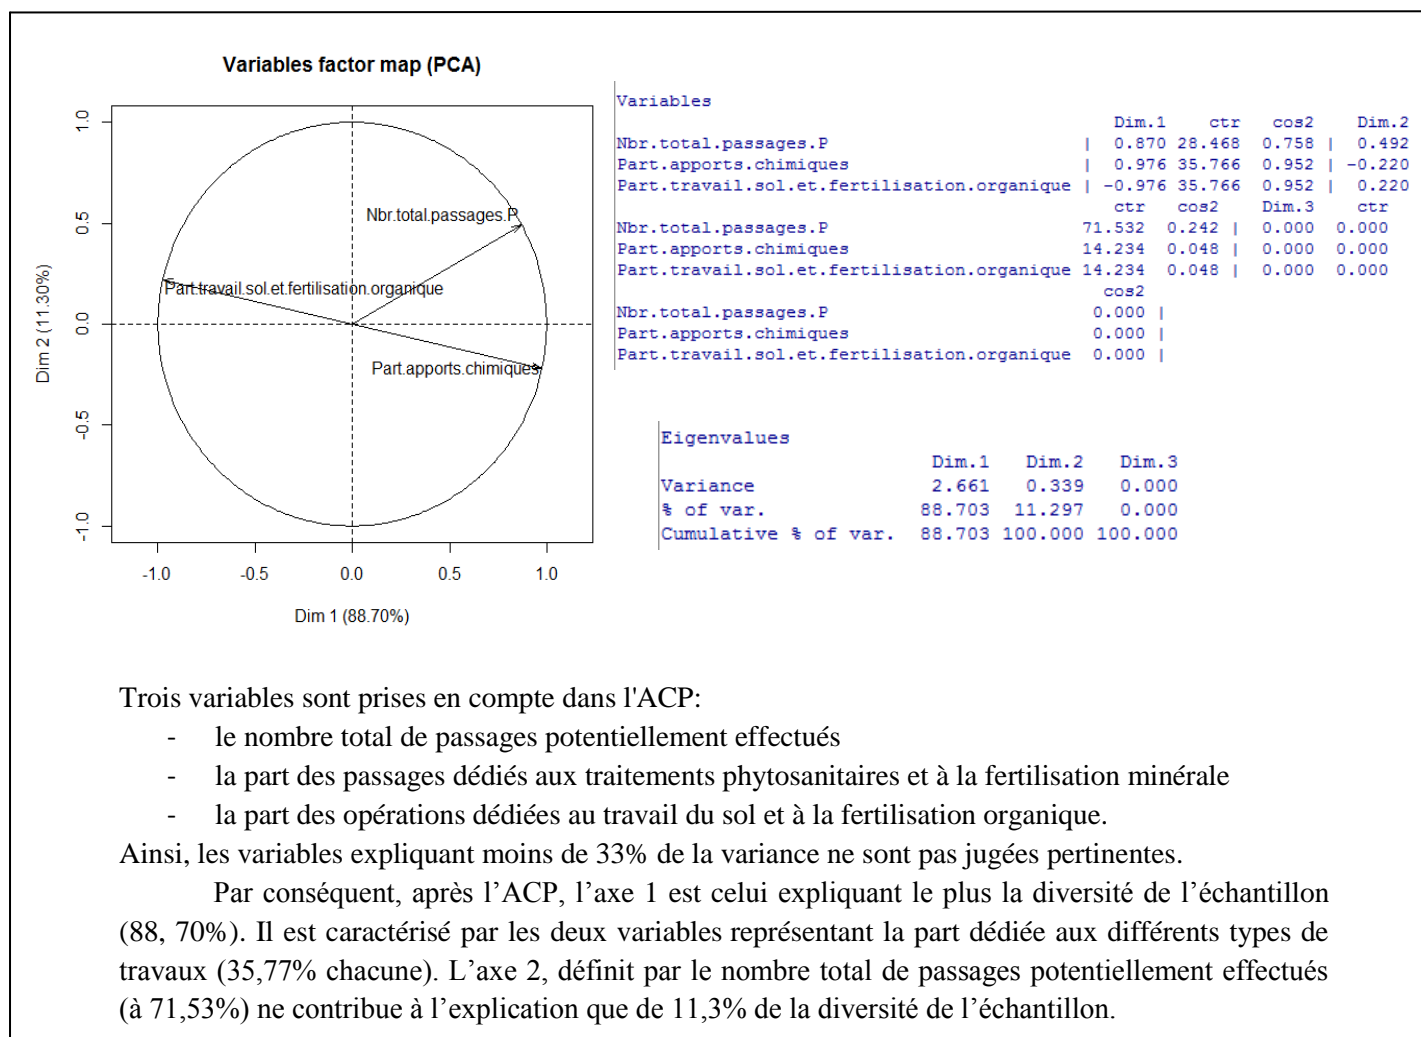 Variables factor map (PCA)
1.0
0.5
0.0
-0.5
-1.0
Dim 2 (11.30%)
Nbr.total.passages.P
Part.travail.sol.et.fertilisation.organique
Part.apports.chimiques
-1.0 -0.5 0.0 0.5 1.0
Dim 1 (88.70%)
Variables
Dim.1 ctr cos2 Dim.2
Nbr.total.passages.P | 0.870 28.468 0.758 | 0.492
Part.apports.chimiques | 0.976 35.766 0.952 | -0.220
Part.travail.sol.et.fertilisation.organique | -0.976 35.766 0.952 | 0.220
ctr cos2 Dim.3 ctr
Nbr.total.passages.P 71.532 0.242 | 0.000 0.000
Part.apports.chimiques 14.234 0.048 | 0.000 0.000
Part.travail.sol.et.fertilisation.organique 14.234 0.048 | 0.000 0.000
cos2
Nbr.total.passages.P 0.000 |
Part.apports.chimiques 0.000 |
Part.travail.sol.et.fertilisation.organique 0.000 |
Eigenvalues
Dim.1 Dim.2 Dim.3
Variance 2.661 0.339 0.000
% of var. 88.703 11.297 0.000
Cumulative % of var. 88.703 100.000 100.000
Trois variables sont prises en compte dans l'ACP:
- le nombre total de passages potentiellement effectués
- la part des passages dédiés aux traitements phytosanitaires et à la fertilisation minérale
- la part des opérations dédiées au travail du sol et à la fertilisation organique.
Ainsi, les variables expliquant moins de 33% de la variance ne sont pas jugées pertinentes.
Par conséquent, après l’ACP, l’axe 1 est celui expliquant le plus la diversité de l’échantillon
(88, 70%). Il est caractérisé par les deux variables représentant la part dédiée aux différents types de
travaux (35,77% chacune). L’axe 2, définit par le nombre total de passages potentiellement effectués
(à 71,53%) ne contribue à l’explication que de 11,3% de la diversité de l’échantillon.